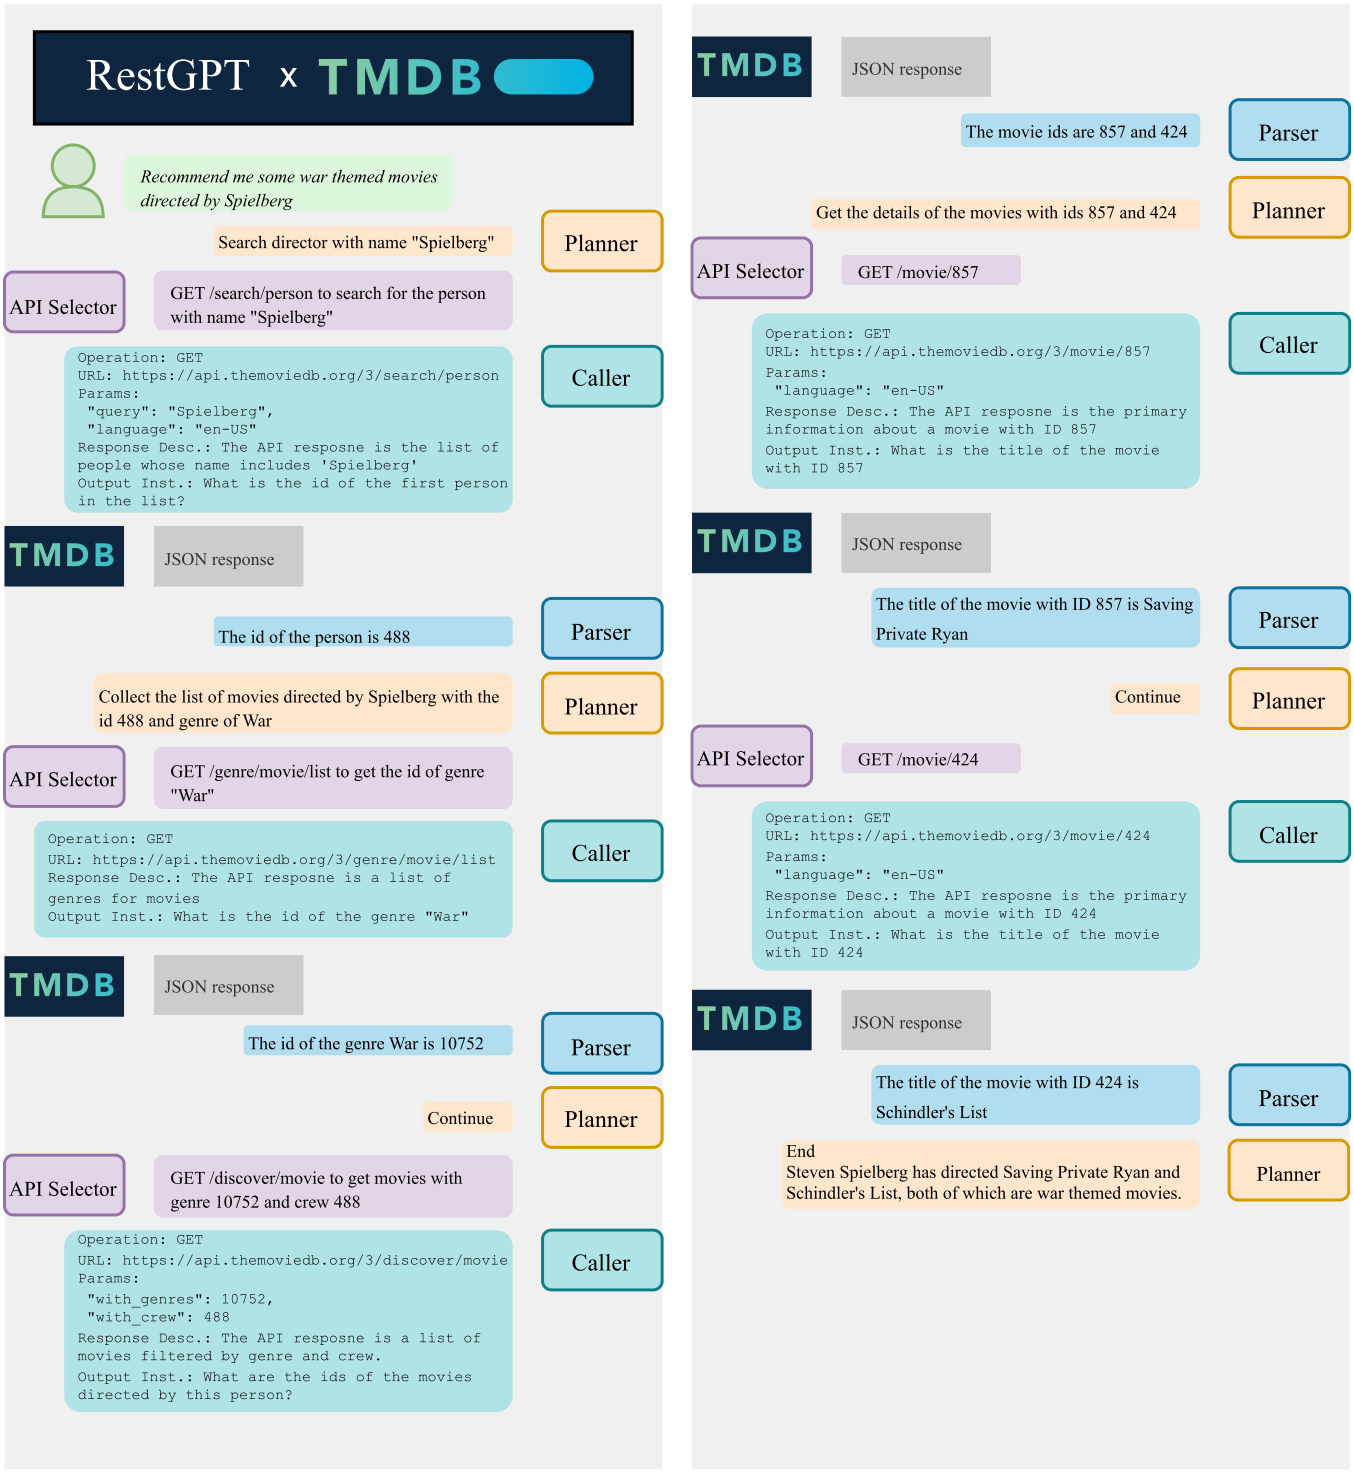 RestGPT x TMDB
Recommend me some war themed movies
directed by Spielberg
Search director with name "Spielberg"
Planner
API Selector
GET /search/person to search for the person
with name "Spielberg"
Operation: GET
URL: https://api.themoviedb.org/3/search/person
Params:
"query": "Spielberg",
"language": "en-US"
Response Desc.: The API resposne is the list of
people whose name includes 'Spielberg'
Output Inst.: What is the id of the first person
in the list?
Caller
TMDB
JSON response
The id of the person is 488
Parser
Collect the list of movies directed by Spielberg with the
id 488 and genre of War
Planner
API Selector
GET /genre/movie/list to get the id of genre
"War"
Operation: GET
URL: https://api.themoviedb.org/3/genre/movie/list
Response Desc.: The API resposne is a list of
genres for movies
Output Inst.: What is the id of the genre "War"
Caller
TMDB
JSON response
The id of the genre War is 10752
Parser
Continue
Planner
API Selector
GET /discover/movie to get movies with
genre 10752 and crew 488
Operation: GET
URL: https://api.themoviedb.org/3/discover/movie
Params:
"with_genres": 10752,
"with_crew": 488
Response Desc.: The API resposne is a list of
movies filtered by genre and crew.
Output Inst.: What are the ids of the movies
directed by this person?
Caller
TMDB
JSON response
The movie ids are 857 and 424
Parser
Get the details of the movies with ids 857 and 424
Planner
API Selector
GET /movie/857
Operation: GET
URL: https://api.themoviedb.org/3/movie/857
Params:
"language": "en-US"
Response Desc.: The API resposne is the primary
information about a movie with ID 857
Output Inst.: What is the title of the movie
with ID 857
Caller
TMDB
JSON response
The title of the movie with ID 857 is Saving
Private Ryan
Parser
Continue
Planner
API Selector
GET /movie/424
Operation: GET
URL: https://api.themoviedb.org/3/movie/424
Params:
"language": "en-US"
Response Desc.: The API resposne is the primary
information about a movie with ID 424
Output Inst.: What is the title of the movie
with ID 424
Caller
TMDB
JSON response
The title of the movie with ID 424 is
Schindler's List
Parser
End
Steven Spielberg has directed Saving Private Ryan and
Schindler's List, both of which are war themed movies.
Planner